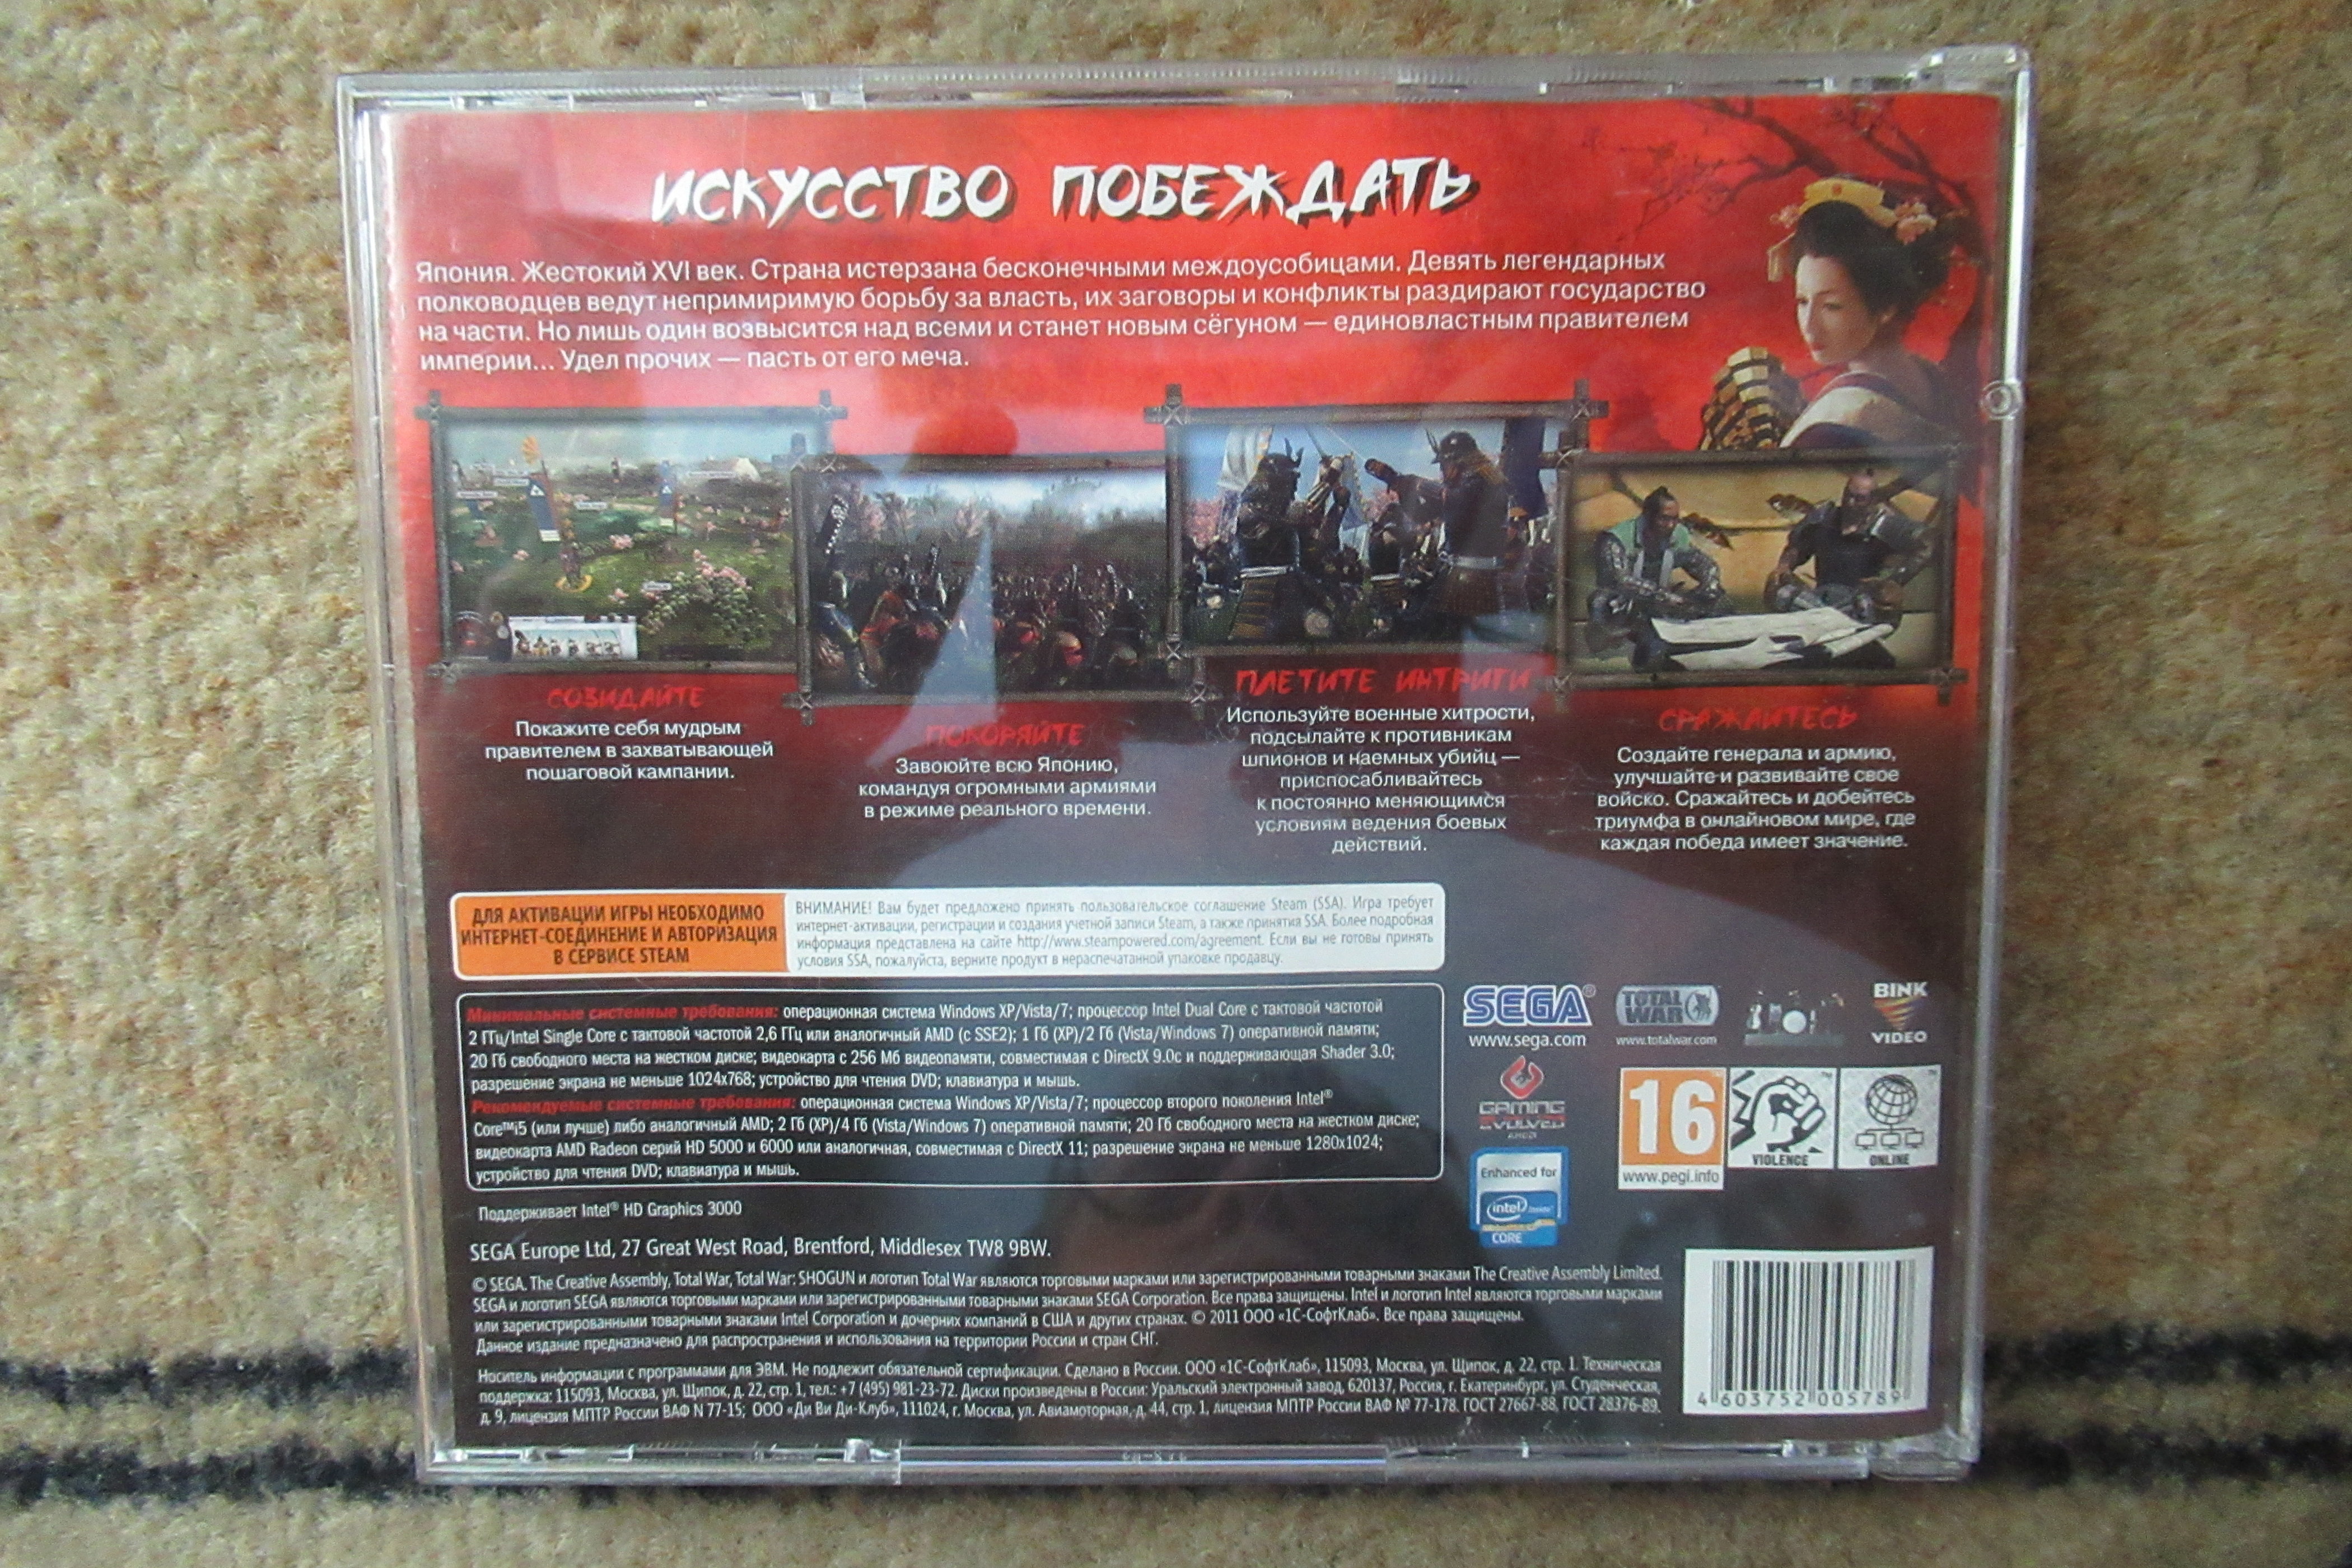 ИСКУССТВО ПОБЕЖДАТЬ
Япония. Жестокий XVI век. Страна истерзана бесконечными междоусобицами. Девять легендарных
полководцев ведут непримиримую борьбу за власть, их заговоры и конфликты раздирают государство
на части. Но лишь один возвысится над всеми и станет новым сёгуном — единовластным правителем
империи... Удел прочих — пасть от его меча.
СОЗИДАЙТЕ
Покажите себя мудрым
правителем в захватывающей
пошаговой кампании.
ПОКОРЯЙТЕ
Завоюйте всю Японию,
командуя огромными армиями
в режиме реального времени.
ПЛЕТИТЕ ИНТРИГИ
Используйте военные хитрости,
подсылайте к противникам
шпионов и наемных убийц —
приспосабливайтесь
к постоянно меняющимся
условиям ведения боевых
действий.
СРАЖАЙТЕСЬ
Создайте генерала и армию,
улучшайте и развивайте свое
войско. Сражайтесь и добейтесь
триумфа в онлайновом мире, где
каждая победа имеет значение.
ДЛЯ АКТИВАЦИИ ИГРЫ НЕОБХОДИМО
ИНТЕРНЕТ-СОЕДИНЕНИЕ И АВТОРИЗАЦИЯ
В СЕРВИСЕ STEAM
ВНИМАНИЕ! Вам будет предложено принять пользовательское соглашение Steam (SSA). Игра требует
интернет-активации, регистрации и создания учетной записи Steam, а также принятия SSA. Более подробная
информация представлена на сайте http://www.steampowered.com/agreement. Если вы не готовы принять
условия SSA, пожалуйста, верните продукт в нераспечатанной упаковке продавцу.
Минимальные системные требования: операционная система Windows XP/Vista/7; процессор Intel Dual Core с тактовой частотой
2 ГГц/Intel Single Core с тактовой частотой 2,6 ГГц или аналогичный AMD (с SSE2); 1 Гб (XP)/2 Гб (Vista/Windows 7) оперативной памяти;
20 Гб свободного места на жестком диске; видеокарта с 256 Мб видеопамяти, совместимая с DirectX 9.0c и поддерживающая Shader 3.0;
разрешение экрана не меньше 1024x768; устройство для чтения DVD; клавиатура и мышь.
Рекомендуемые системные требования: операционная система Windows XP/Vista/7; процессор второго поколения Intel®
Core™i5 (или лучше) либо аналогичный AMD; 2 Гб (XP)/4 Гб (Vista/Windows 7) оперативной памяти; 20 Гб свободного места на жестком диске;
видеокарта AMD Radeon серий HD 5000 и 6000 или аналогичная, совместимая с DirectX 11; разрешение экрана не меньше 1280x1024;
устройство для чтения DVD; клавиатура и мышь.
Поддерживает Intel® HD Graphics 3000
SEGA®
www.sega.com
TOTAL WAR
www.totalwar.com
BINK
VIDEO
GAMING
EVOLVED
AMD
16
www.pegi.info
VIOLENCE
ONLINE
Enhanced for
intel inside
CORE
SEGA Europe Ltd, 27 Great West Road, Brentford, Middlesex TW8 9BW.
© SEGA. The Creative Assembly, Total War, Total War: SHOGUN и логотип Total War являются торговыми марками или зарегистрированными товарными знаками The Creative Assembly Limited.
SEGA и логотип SEGA являются торговыми марками или зарегистрированными товарными знаками SEGA Corporation. Все права защищены. Intel и логотип Intel являются торговыми марками
или зарегистрированными товарными знаками Intel Corporation и дочерних компаний в США и других странах. © 2011 ООО «1С-СофтКлаб». Все права защищены.
Данное издание предназначено для распространения и использования на территории России и стран СНГ.
Носитель информации с программами для ЭВМ. Не подлежит обязательной сертификации. Сделано в России. ООО «1С-СофтКлаб», 115093, Москва, ул. Щипок, д. 22, стр. 1. Техническая
поддержка: 115093, Москва, ул. Щипок, д. 22, стр. 1, тел.: +7 (495) 981-23-72. Диски произведены в России: Уральский электронный завод, 620137, Россия, г. Екатеринбург, ул. Студенческая,
д. 9, лицензия МПТР России ВАФ N 77-15; ООО «Ди Ви Ди-Клуб», 111024, г. Москва, ул. Авиамоторная, д. 44, стр. 1, лицензия МПТР России ВАФ № 77-178. ГОСТ 27667-88, ГОСТ 28376-89.
4 603752 005789